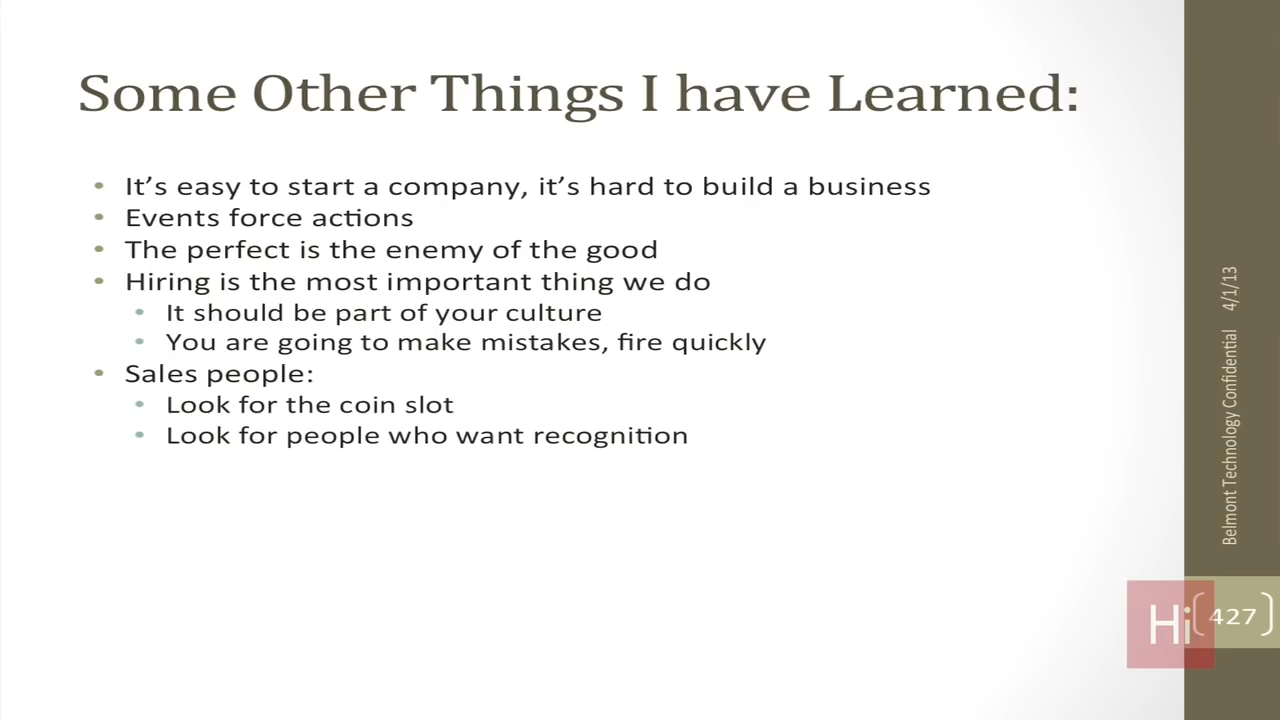 Some Other Things I have Learned:
• It’s easy to start a company, it’s hard to build a business
• Events force actions
• The perfect is the enemy of the good
• Hiring is the most important thing we do
• It should be part of your culture
• You are going to make mistakes, fire quickly
• Sales people:
• Look for the coin slot
• Look for people who want recognition
Belmont Technology Confidential 4/1/13
Hi
427